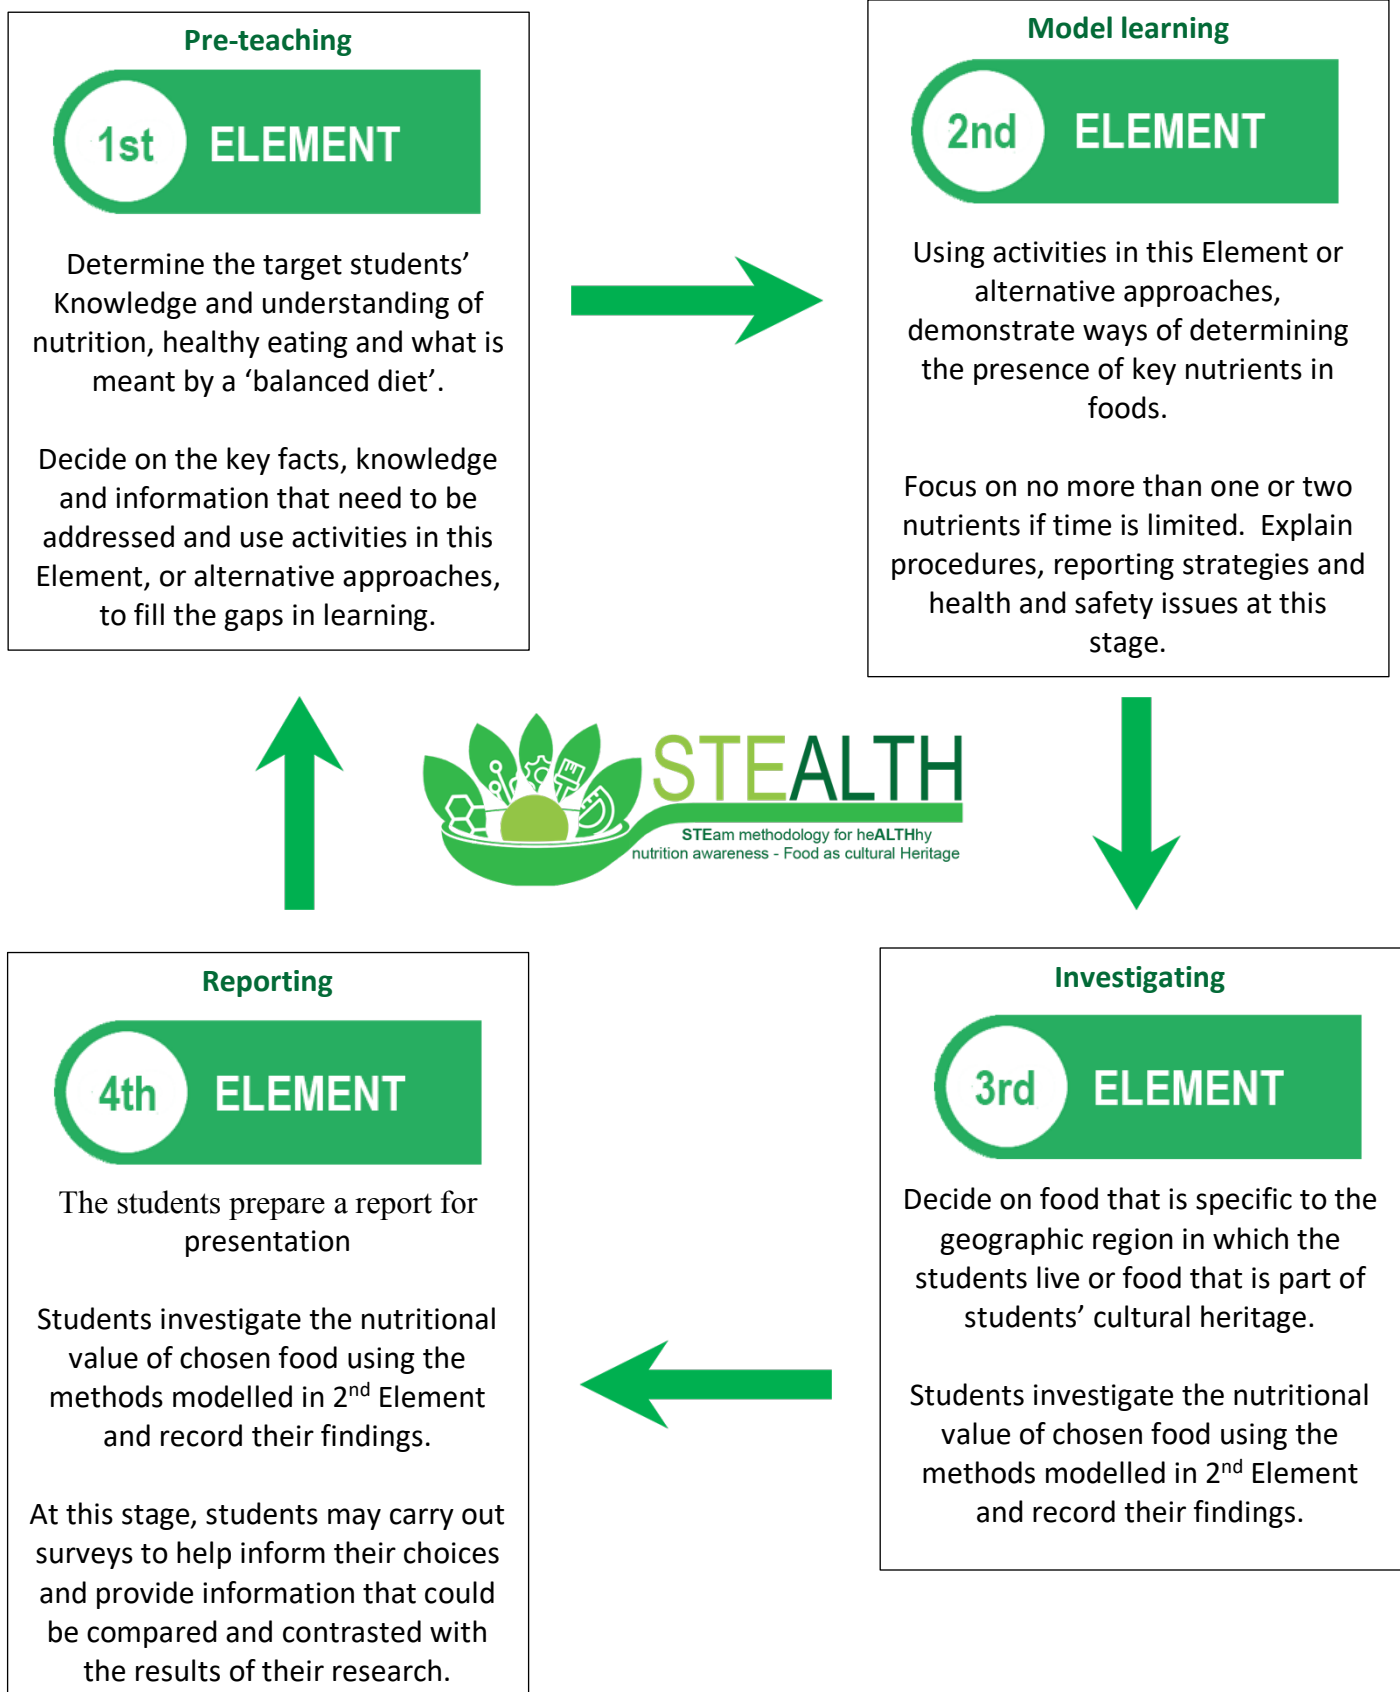 Pre-teaching
1st ELEMENT
Determine the target students’
Knowledge and understanding of
nutrition, healthy eating and what is
meant by a ‘balanced diet’.
Decide on the key facts, knowledge
and information that need to be
addressed and use activities in this
Element, or alternative approaches,
to fill the gaps in learning.
Model learning
2nd ELEMENT
Using activities in this Element or
alternative approaches,
demonstrate ways of determining
the presence of key nutrients in
foods.
Focus on no more than one or two
nutrients if time is limited.  Explain
procedures, reporting strategies and
health and safety issues at this
stage.
STEALTH
STEam methodology for heALTHhy
nutrition awareness - Food as cultural Heritage
Investigating
3rd ELEMENT
Decide on food that is specific to the
geographic region in which the
students live or food that is part of
students’ cultural heritage.
Students investigate the nutritional
value of chosen food using the
methods modelled in 2nd Element
and record their findings.
Reporting
4th ELEMENT
The students prepare a report for
presentation
Students investigate the nutritional
value of chosen food using the
methods modelled in 2nd Element
and record their findings.
At this stage, students may carry out
surveys to help inform their choices
and provide information that could
be compared and contrasted with
the results of their research.